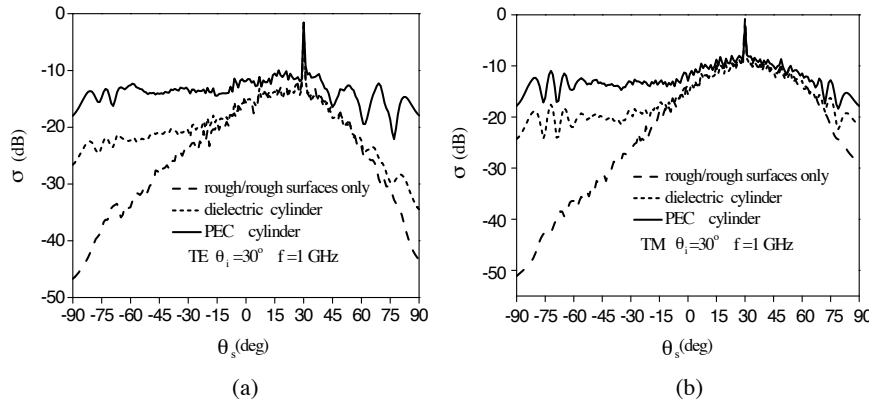 0
-10
-20
-30
-40
-50
σ (dB)
rough/rough surfaces only
dielectric cylinder
PEC cylinder
TE θi =30° f =1 GHz
-90 -75 -60 -45 -30 -15 0 15 30 45 60 75 90
θs(deg)
(a)
0
-10
-20
-30
-40
-50
σ (dB)
rough/rough surfaces only
dielectric cylinder
PEC cylinder
TM θi =30° f =1 GHz
-90 -75 -60 -45 -30 -15 0 15 30 45 60 75 90
θs(deg)
(b)